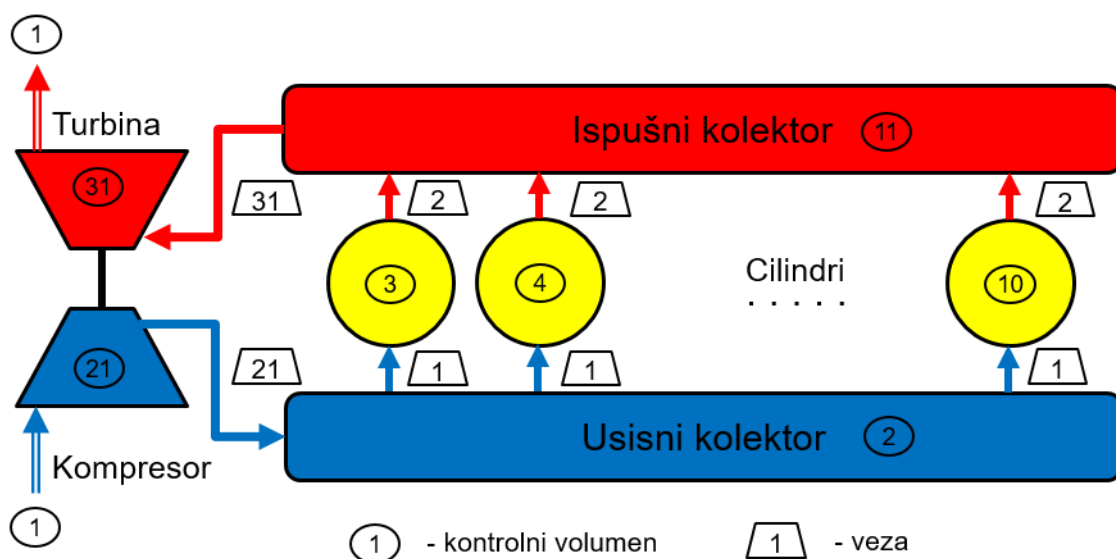 1
Turbina
31
31
Ispušni kolektor 11
2
2
2
3
4
Cilindri
. . . . .
10
21
21
1
1
1
Usisni kolektor 2
Kompresor
1
1 - kontrolni volumen
1 - veza